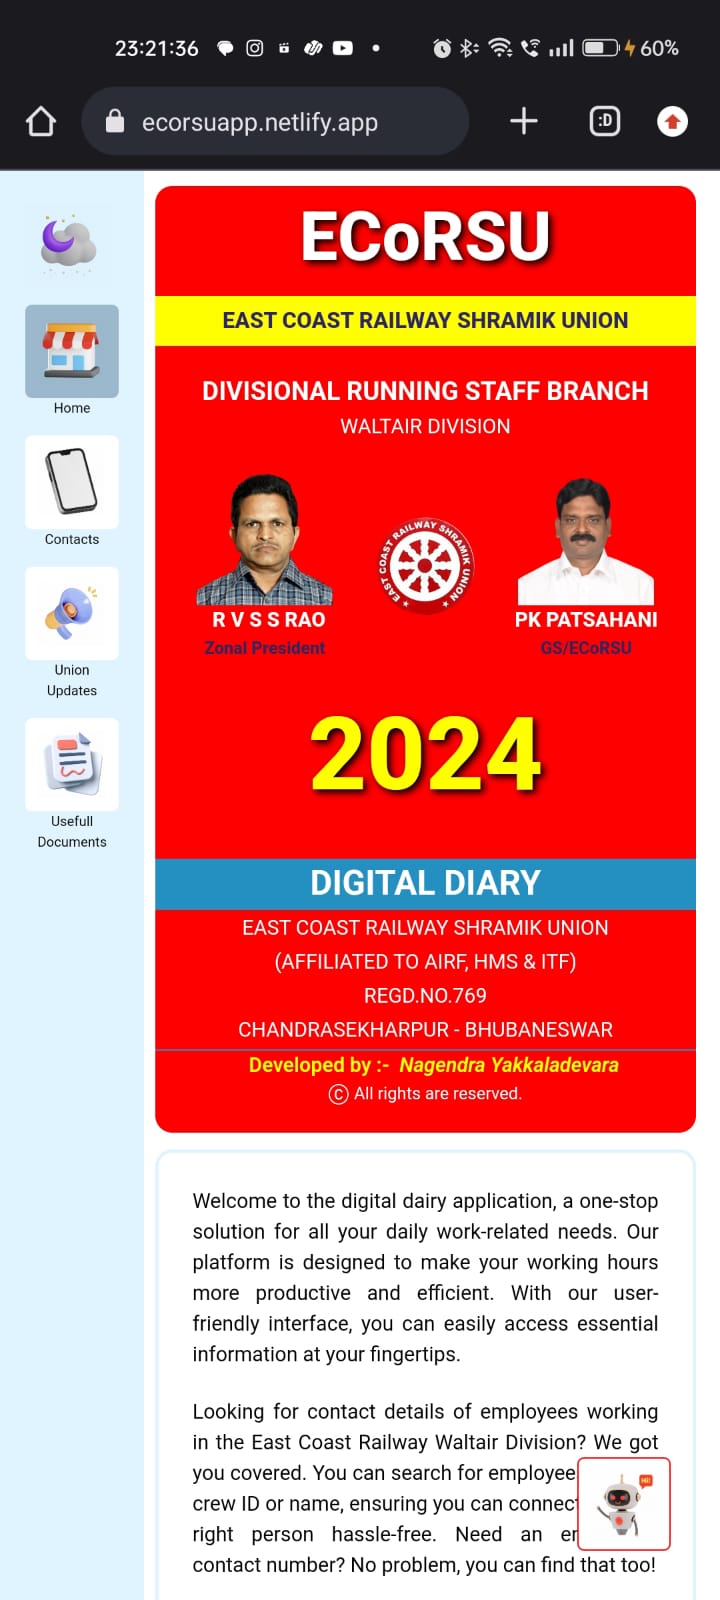 23:21:36
60%
ecorsuapp.netlify.app
:D
Home
Contacts
Union
Updates
Usefull
Documents
ECoRSU
EAST COAST RAILWAY SHRAMIK UNION
DIVISIONAL RUNNING STAFF BRANCH
WALTAIR DIVISION
EAST COAST RAILWAY SHRAMIK UNION
R V S S RAO
Zonal President
PK PATSAHANI
GS/ECoRSU
2024
DIGITAL DIARY
EAST COAST RAILWAY SHRAMIK UNION
(AFFILIATED TO AIRF, HMS & ITF)
REGD.NO.769
CHANDRASEKHARPUR - BHUBANESWAR
Developed by :- Nagendra Yakkaladevara
© All rights are reserved.
Welcome to the digital dairy application, a one-stop
solution for all your daily work-related needs. Our
platform is designed to make your working hours
more productive and efficient. With our user-
friendly interface, you can easily access essential
information at your fingertips.
Looking for contact details of employees working
in the East Coast Railway Waltair Division? We got
you covered. You can search for employee
crew ID or name, ensuring you can connect
right person hassle-free. Need an
contact number? No problem, you can find that too!
Hi!